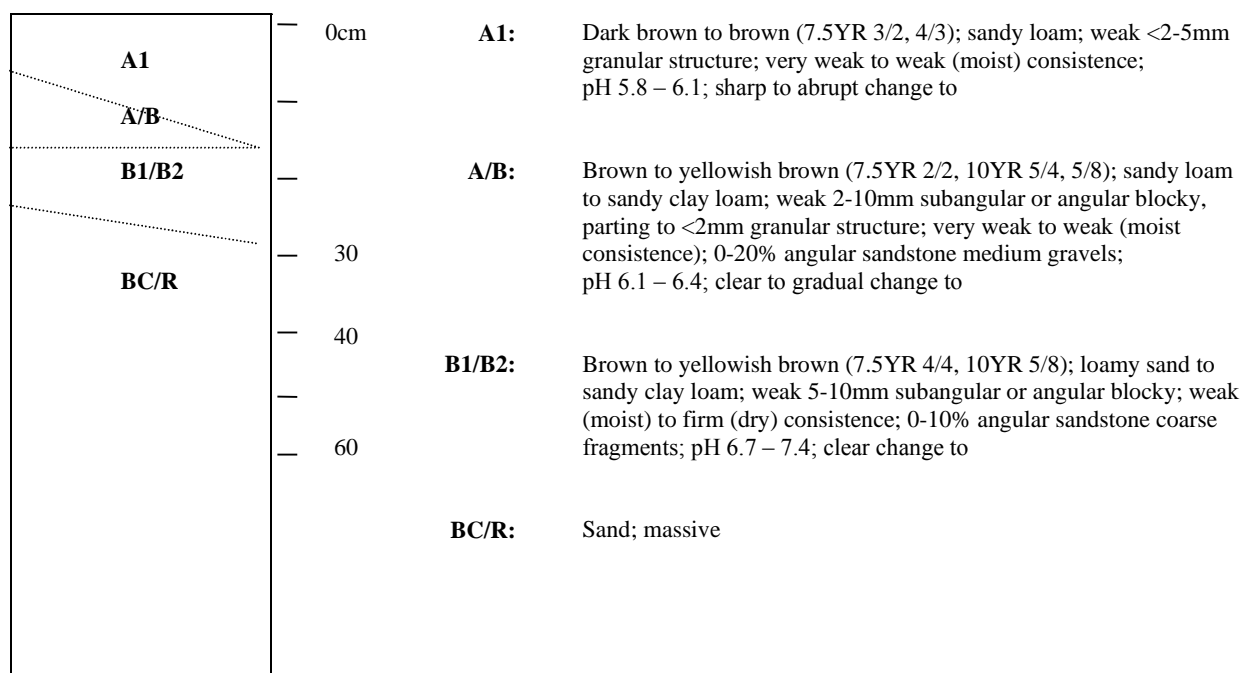 0cm
A1
A/B
B1/B2
30
BC/R
40
60
A1: Dark brown to brown (7.5YR 3/2, 4/3); sandy loam; weak <2-5mm
granular structure; very weak to weak (moist) consistence;
pH 5.8 – 6.1; sharp to abrupt change to
A/B: Brown to yellowish brown (7.5YR 2/2, 10YR 5/4, 5/8); sandy loam
to sandy clay loam; weak 2-10mm subangular or angular blocky,
parting to <2mm granular structure; very weak to weak (moist
consistence); 0-20% angular sandstone medium gravels;
pH 6.1 – 6.4; clear to gradual change to
B1/B2: Brown to yellowish brown (7.5YR 4/4, 10YR 5/8); loamy sand to
sandy clay loam; weak 5-10mm subangular or angular blocky; weak
(moist) to firm (dry) consistence; 0-10% angular sandstone coarse
fragments; pH 6.7 – 7.4; clear change to
BC/R: Sand; massive